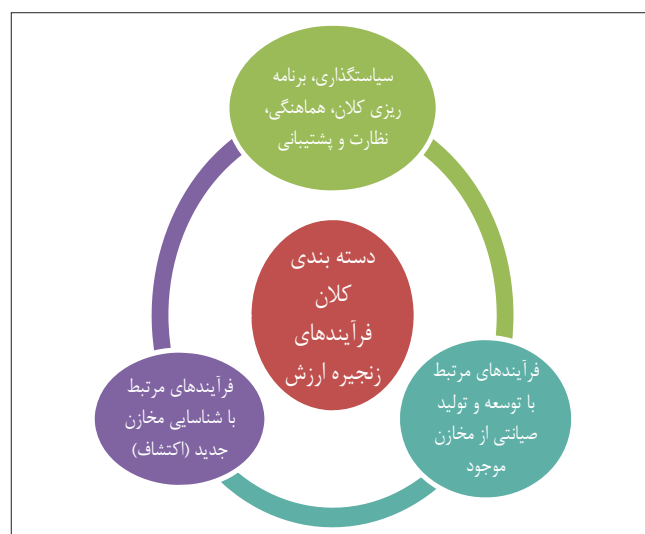 سیاستگذاری، برنامه
ریزی کلان، هماهنگی،
نظارت و پشتیبانی
دسته بندی
کلان
فرآیندهای
زنجیره ارزش
فرآیندهای مرتبط
با توسعه و تولید
صیانتی از مخازن
موجود
فرآیندهای مرتبط
با شناسایی مخازن
جدید (اکتشاف)